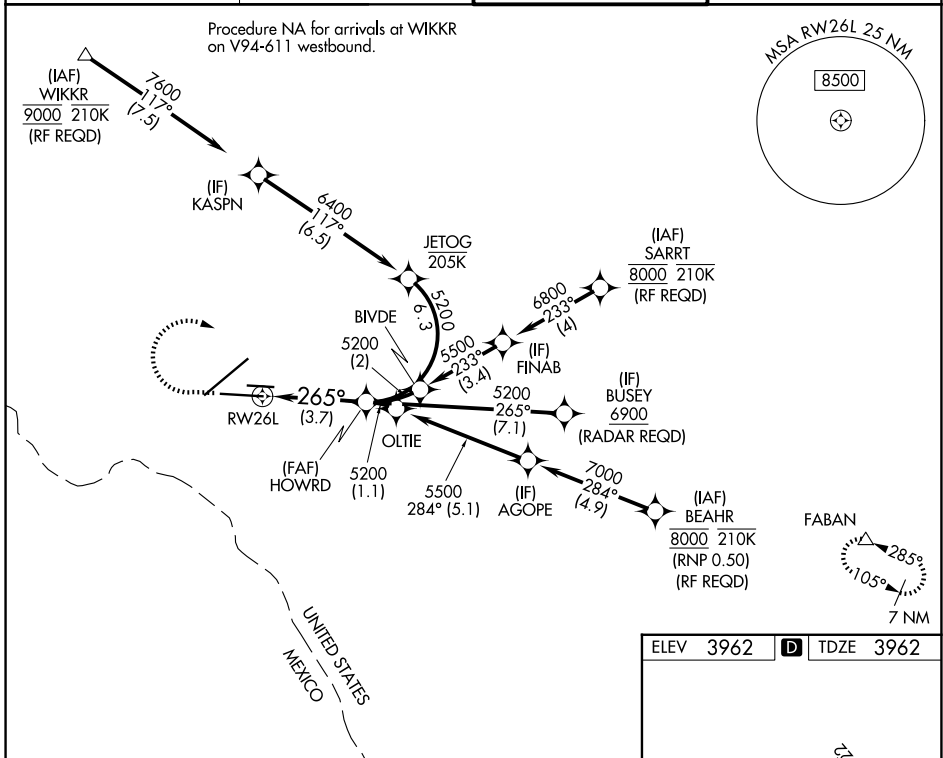 Procedure NA for arrivals at WIKKR
on V94-611 westbound.
MSA RW26L 25 NM
8500
(IAF)
WIKKR
9000 210K
(RF REQD)
7600
117°
(7.5)
(IF)
KASPN
6400
117°
(6.5)
JETOG
205K
5200
6.3
(IAF)
SARRT
8000 210K
(RF REQD)
6800
233°
(4)
BIVDE
5200
(2)
5500
233°
(3.4)
(IF)
FINAB
5200
265°
(7.1)
(IF)
BUSEY
6900
(RADAR REQD)
265°
(3.7)
RW26L
OLTIE
(FAF)
HOWRD
5200
(1.1)
5500
284° (5.1)
(IF)
AGOPE
7000
284°
(4.9)
(IAF)
BEAHR
8000 210K
(RNP 0.50)
(RF REQD)
FABAN
285°
105°
7 NM
UNITED STATES
MEXICO
ELEV 3962 D TDZE 3962
22